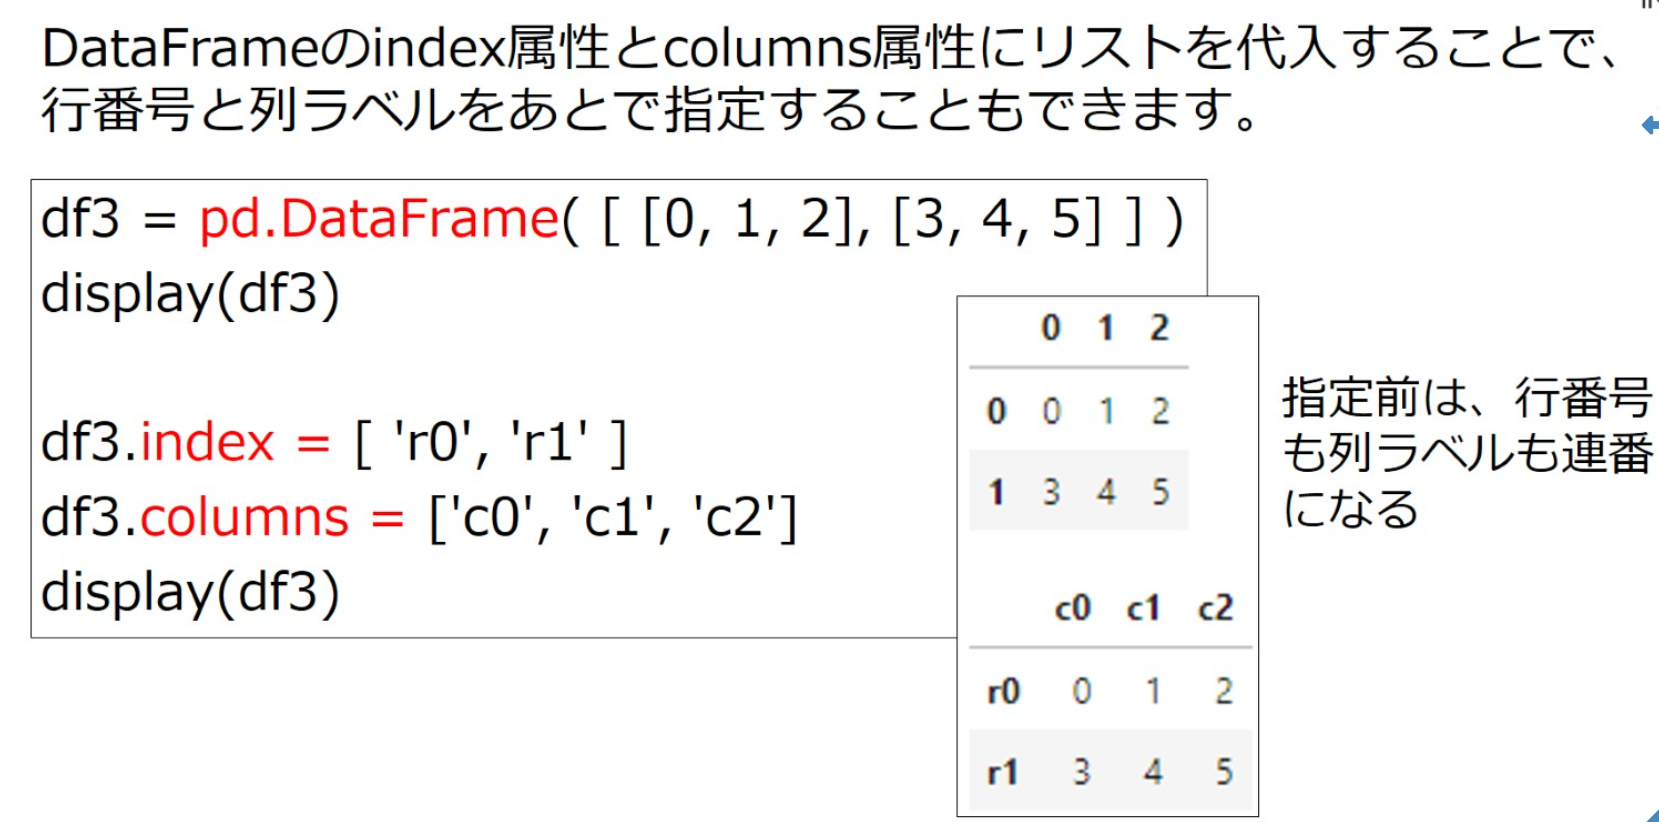 DataFrameのindex属性とcolumns属性にリストを代入することで、
行番号と列ラベルをあとで指定することもできます。
df3 = pd.DataFrame( [ [0, 1, 2], [3, 4, 5] ] )
display(df3)
df3.index = [ 'r0', 'r1' ]
df3.columns = ['c0', 'c1', 'c2']
display(df3)
0 1 2
0 0 1 2
1 3 4 5
c0 c1 c2
r0 0 1 2
r1 3 4 5
指定前は、行番号
も列ラベルも連番
になる